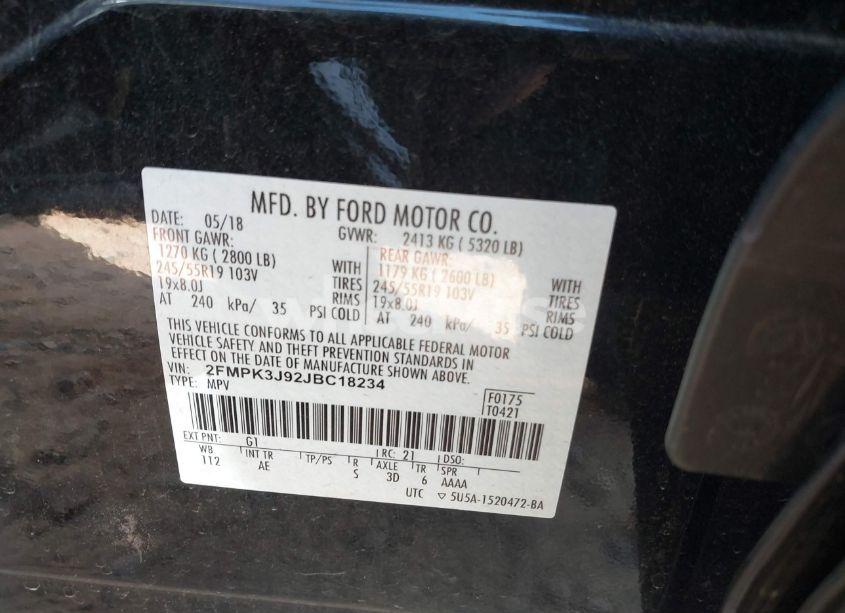 MFD. BY FORD MOTOR CO.
DATE: 05/18 GVWR: 2413 KG ( 5320 LB)
FRONT GAWR: REAR GAWR:
1270 KG ( 2800 LB) WITH 1179 KG ( 2600 LB) WITH
245/55R19 103V TIRES 245/55R19 103V TIRES
19x8.0J RIMS 19x8.0J RIMS
AT 240 kPa/ 35 PSI COLD AT 240 kPa/ 35 PSI COLD
THIS VEHICLE CONFORMS TO ALL APPLICABLE FEDERAL MOTOR
VEHICLE SAFETY AND THEFT PREVENTION STANDARDS IN
EFFECT ON THE DATE OF MANUFACTURE SHOWN ABOVE.
VIN: 2FMPK3J92JBC18234
TYPE: MPV
F0175
T0421
EXT PNT: G1 RC: 21 DSO:
WB INT TR TP/PS R AXLE TR SPR
112 AE S 3D 6 AAAA
UTC ▽ 5U5A-1520472-BA